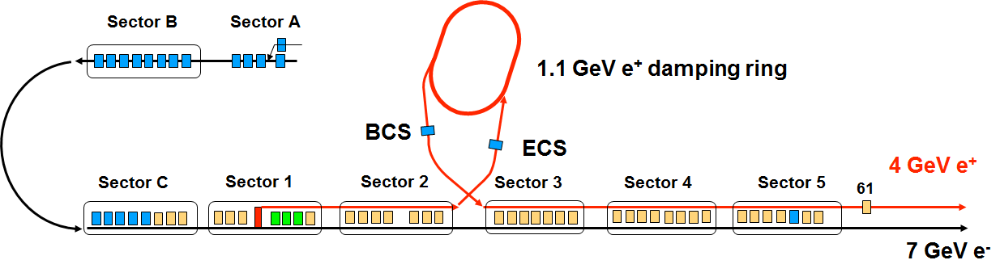 Sector B
Sector A
1.1 GeV e⁺ damping ring
BCS
ECS
4 GeV e⁺
Sector C
Sector 1
Sector 2
Sector 3
Sector 4
Sector 5
61
7 GeV e⁻